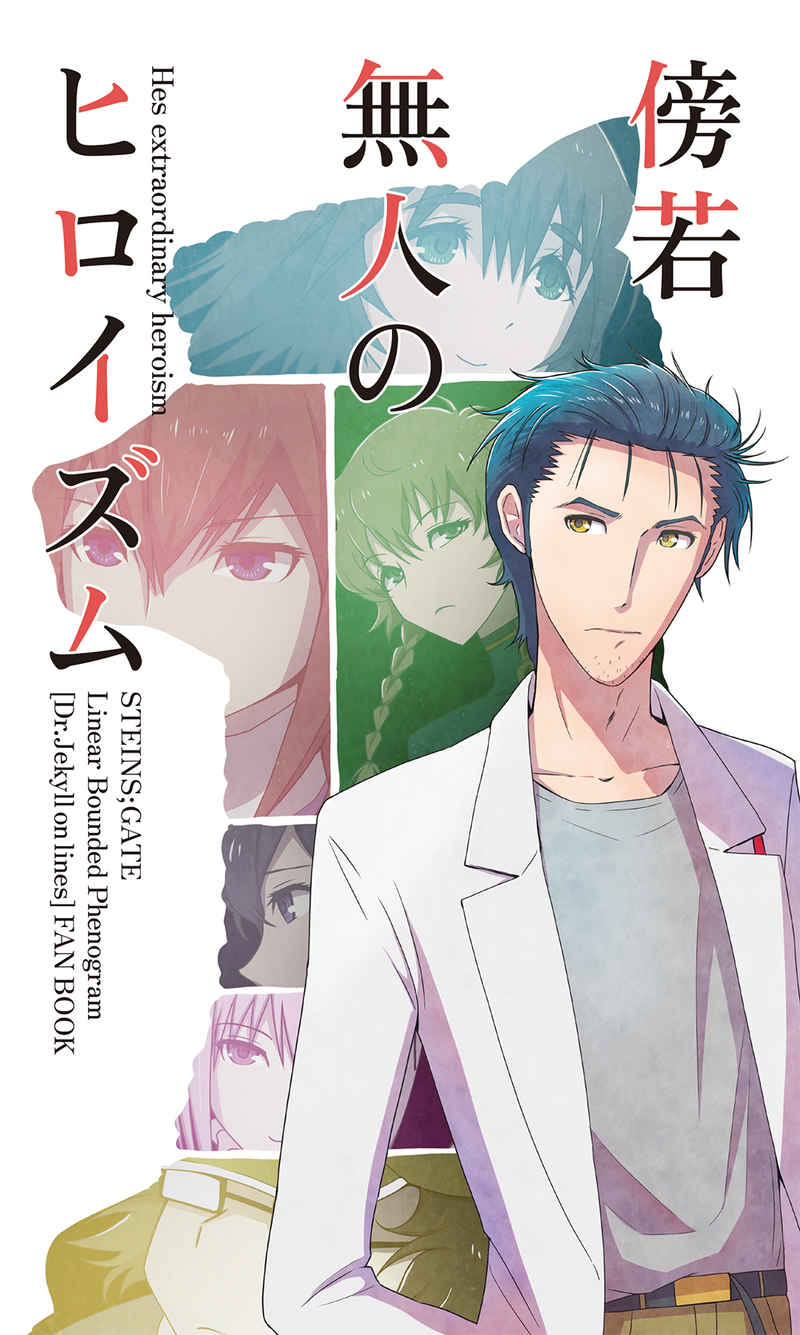 傍若
無人の
ヒロイズム
Hes extraordinary heroism
STEINS;GATE
Linear Bounded Phenogram
[Dr.Jekyll on lines] FAN BOOK